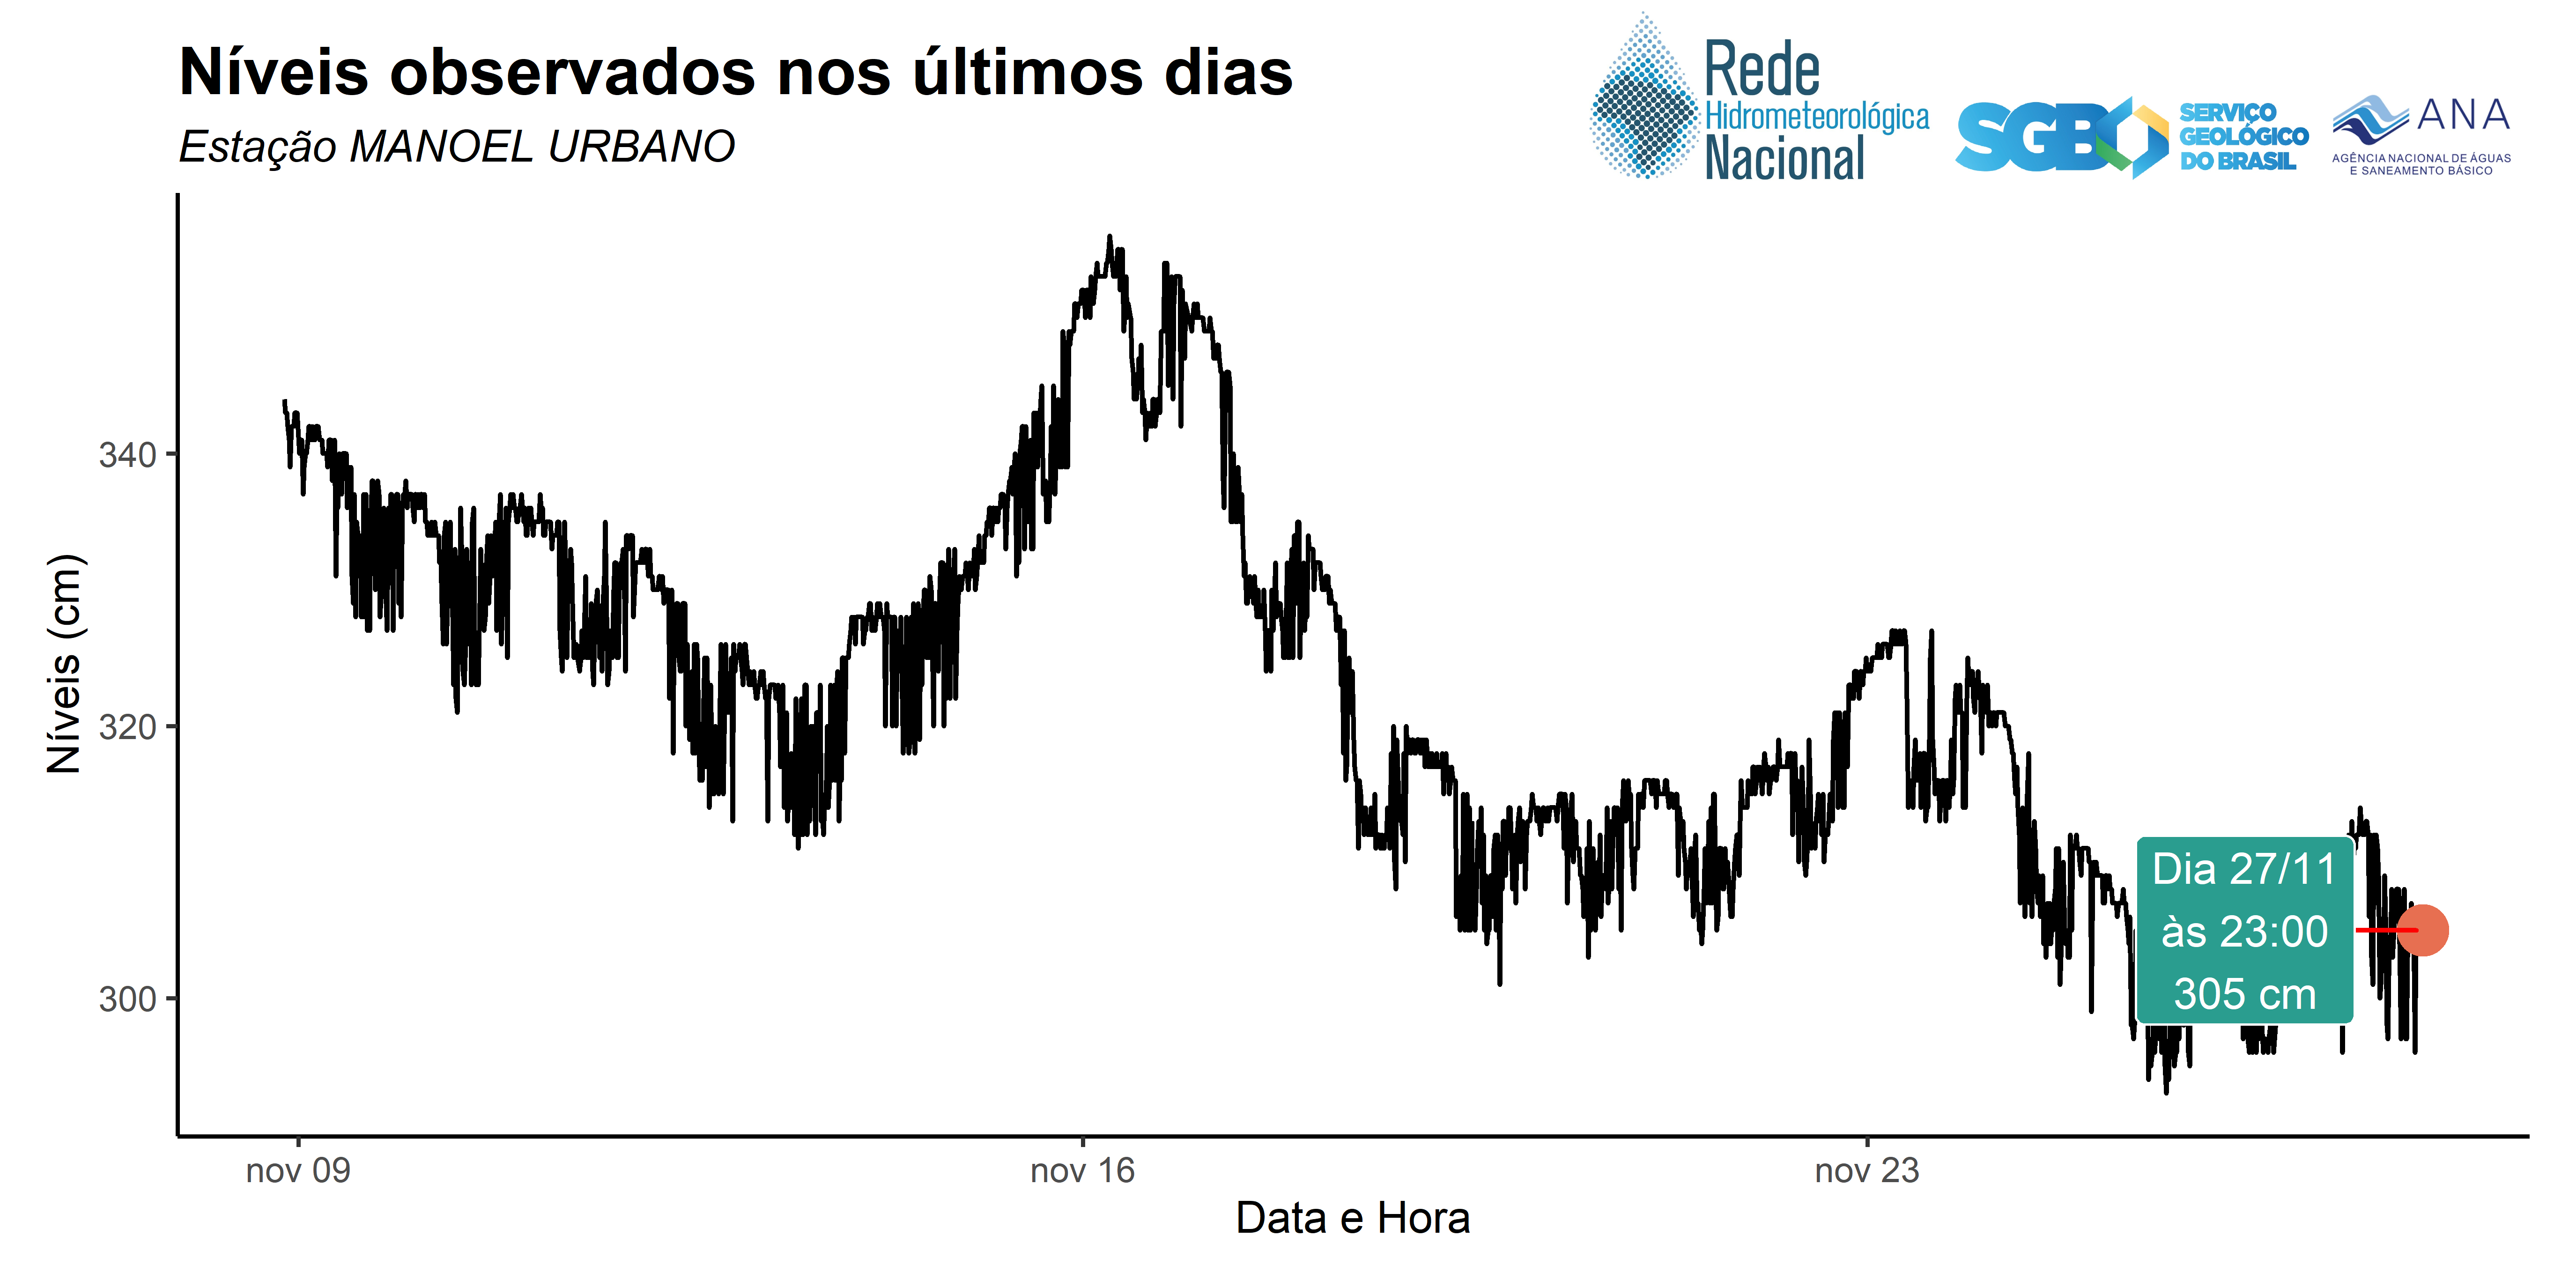 Níveis observados nos últimos dias
Estação MANOEL URBANO
Rede
Hidrometeorológica
Nacional
SGB
SERVIÇO
GEOLÓGICO
DO BRASIL
ANA
AGÊNCIA NACIONAL DE ÁGUAS
E SANEAMENTO BÁSICO
Níveis (cm)
340
320
300
Dia 27/11
às 23:00
305 cm
nov 09
nov 16
nov 23
Data e Hora